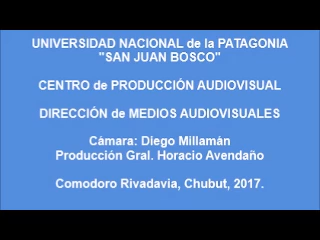 UNIVERSIDAD NACIONAL de la PATAGONIA
"SAN JUAN BOSCO"
CENTRO de PRODUCCIÓN AUDIOVISUAL
DIRECCIÓN de MEDIOS AUDIOVISUALES
Cámara: Diego Millamán
Producción Gral. Horacio Avendaño
Comodoro Rivadavia, Chubut, 2017.